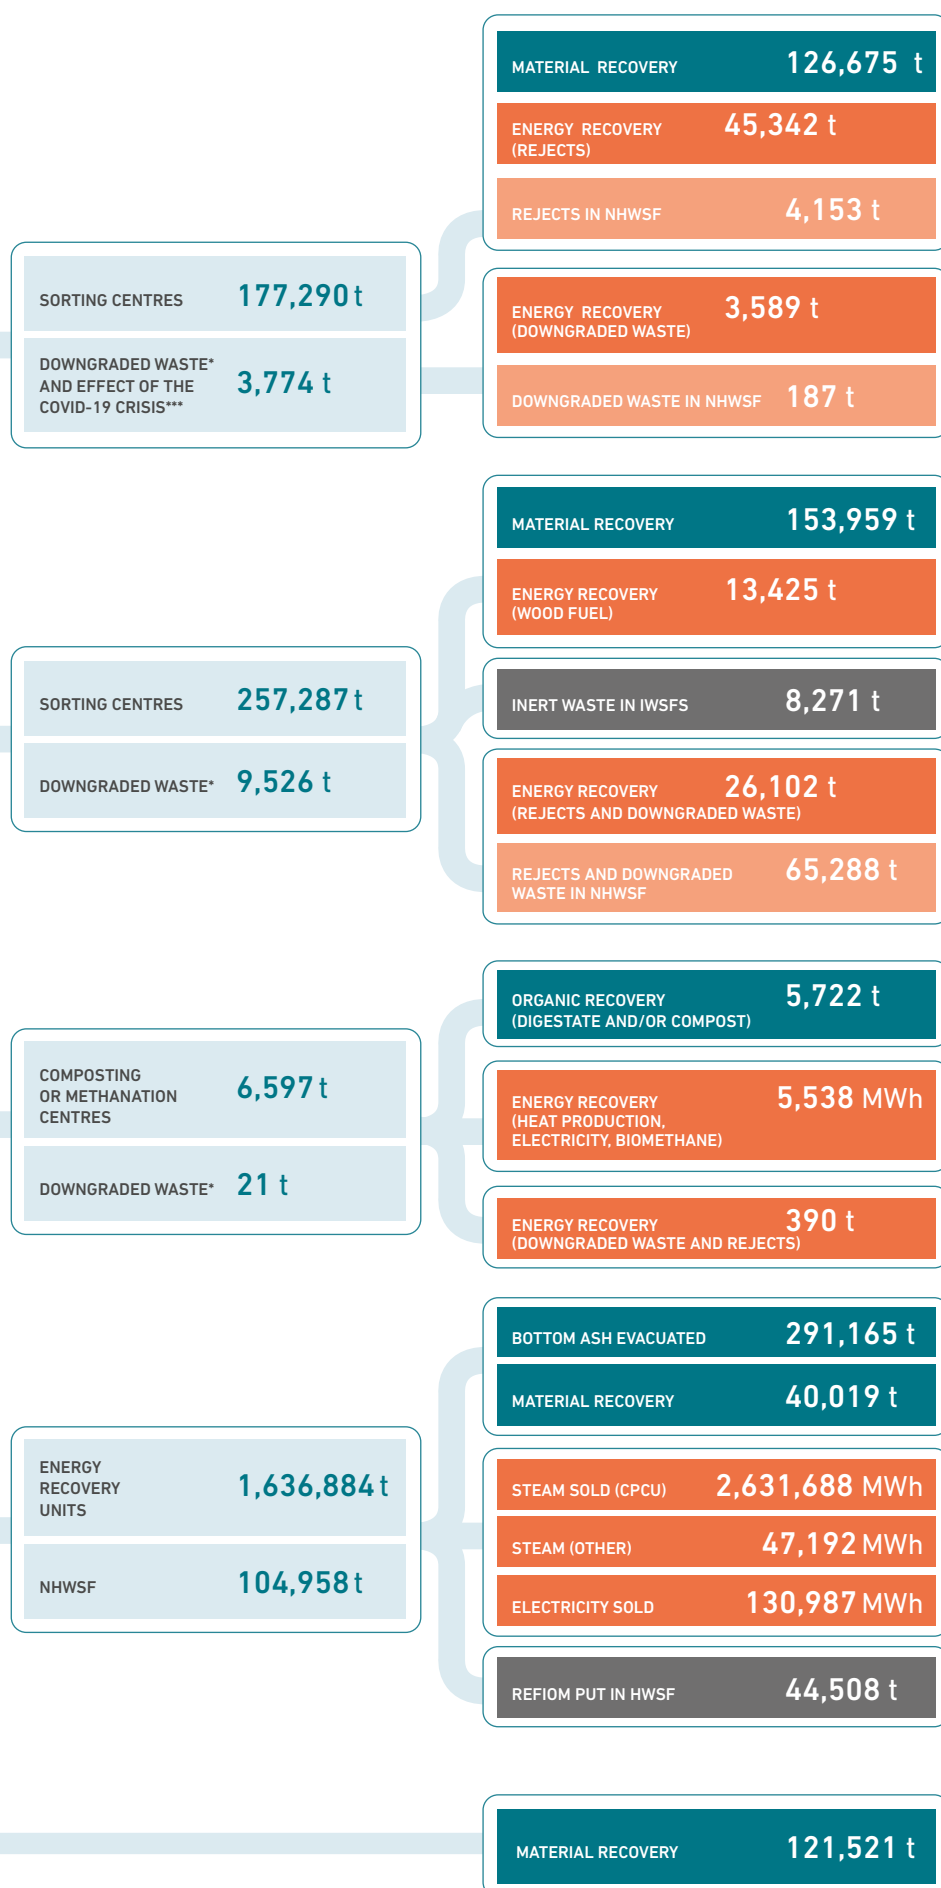 MATERIAL RECOVERY 126,675 t
ENERGY RECOVERY 45,342 t
(REJECTS)
REJECTS IN NHWSF 4,153 t
SORTING CENTRES 177,290 t
DOWNGRADED WASTE*
AND EFFECT OF THE 3,774 t
COVID-19 CRISIS***
ENERGY RECOVERY 3,589 t
(DOWNGRADED WASTE)
DOWNGRADED WASTE IN NHWSF 187 t
MATERIAL RECOVERY 153,959 t
ENERGY RECOVERY 13,425 t
(WOOD FUEL)
SORTING CENTRES 257,287 t
DOWNGRADED WASTE* 9,526 t
INERT WASTE IN IWSFS 8,271 t
ENERGY RECOVERY 26,102 t
(REJECTS AND DOWNGRADED WASTE)
REJECTS AND DOWNGRADED 65,288 t
WASTE IN NHWSF
ORGANIC RECOVERY 5,722 t
(DIGESTATE AND/OR COMPOST)
COMPOSTING
OR METHANATION 6,597 t
CENTRES
DOWNGRADED WASTE* 21 t
ENERGY RECOVERY 5,538 MWh
(HEAT PRODUCTION,
ELECTRICITY, BIOMETHANE)
ENERGY RECOVERY 390 t
(DOWNGRADED WASTE AND REJECTS)
BOTTOM ASH EVACUATED 291,165 t
MATERIAL RECOVERY 40,019 t
ENERGY
RECOVERY 1,636,884 t
UNITS
NHWSF 104,958 t
STEAM SOLD (CPCU) 2,631,688 MWh
STEAM (OTHER) 47,192 MWh
ELECTRICITY SOLD 130,987 MWh
REFIOM PUT IN HWSF 44,508 t
MATERIAL RECOVERY 121,521 t